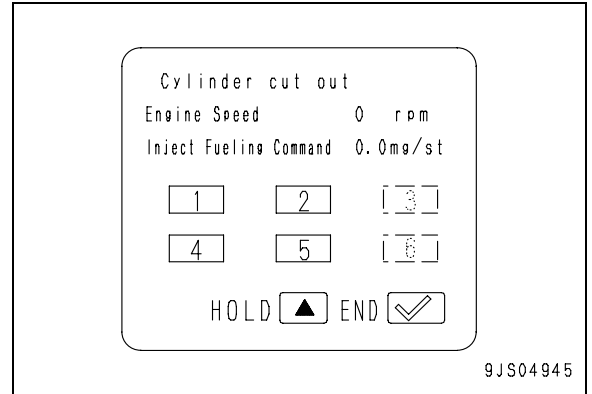 Cylinder cut out
Engine Speed 0 rpm
Inject Fueling Command 0.0mg/st
1 2 3
4 5 6
HOLD ▲ END ✓
9JS04945